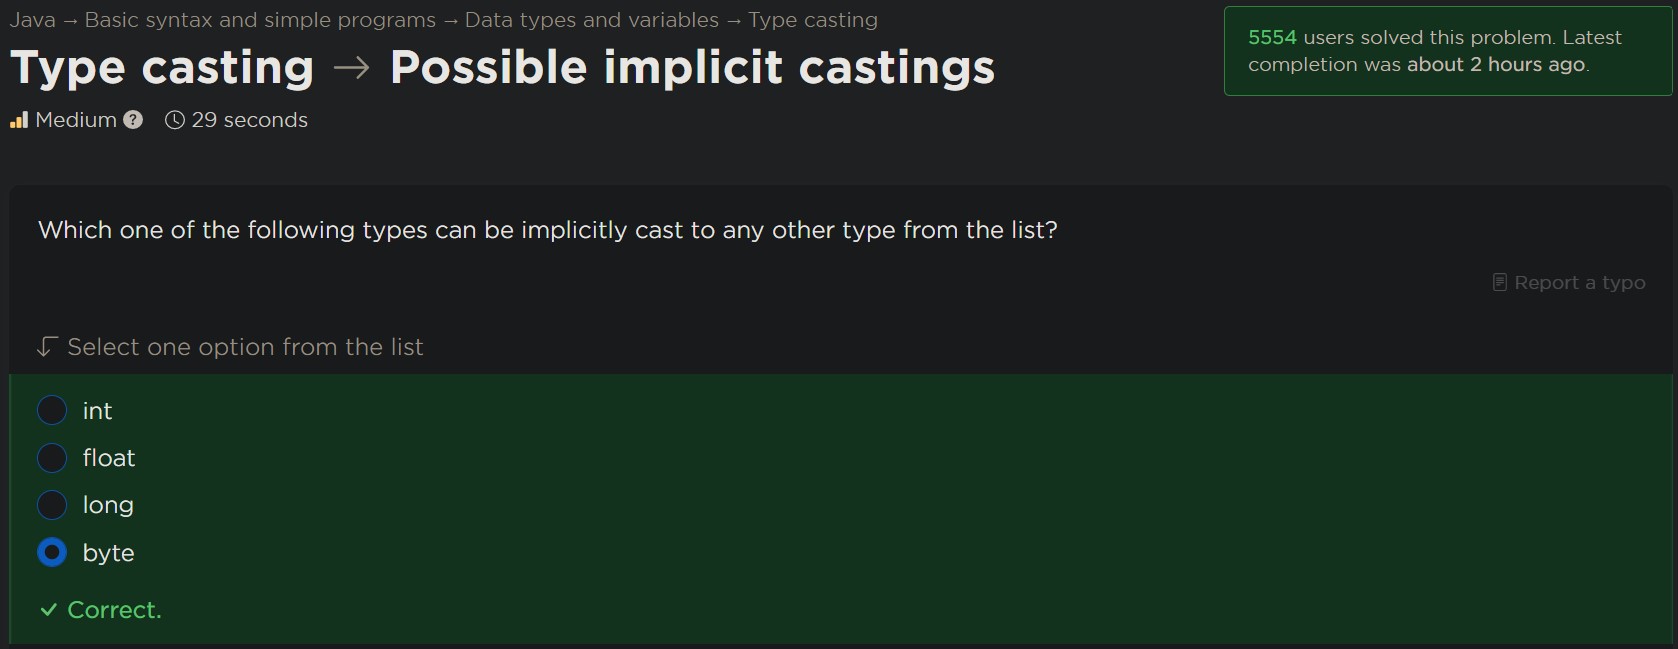 Java → Basic syntax and simple programs → Data types and variables → Type casting
Type casting → Possible implicit castings
Medium ? 29 seconds
5554 users solved this problem. Latest
completion was about 2 hours ago.
Which one of the following types can be implicitly cast to any other type from the list?
Report a typo
Select one option from the list
int
float
long
byte
✓ Correct.